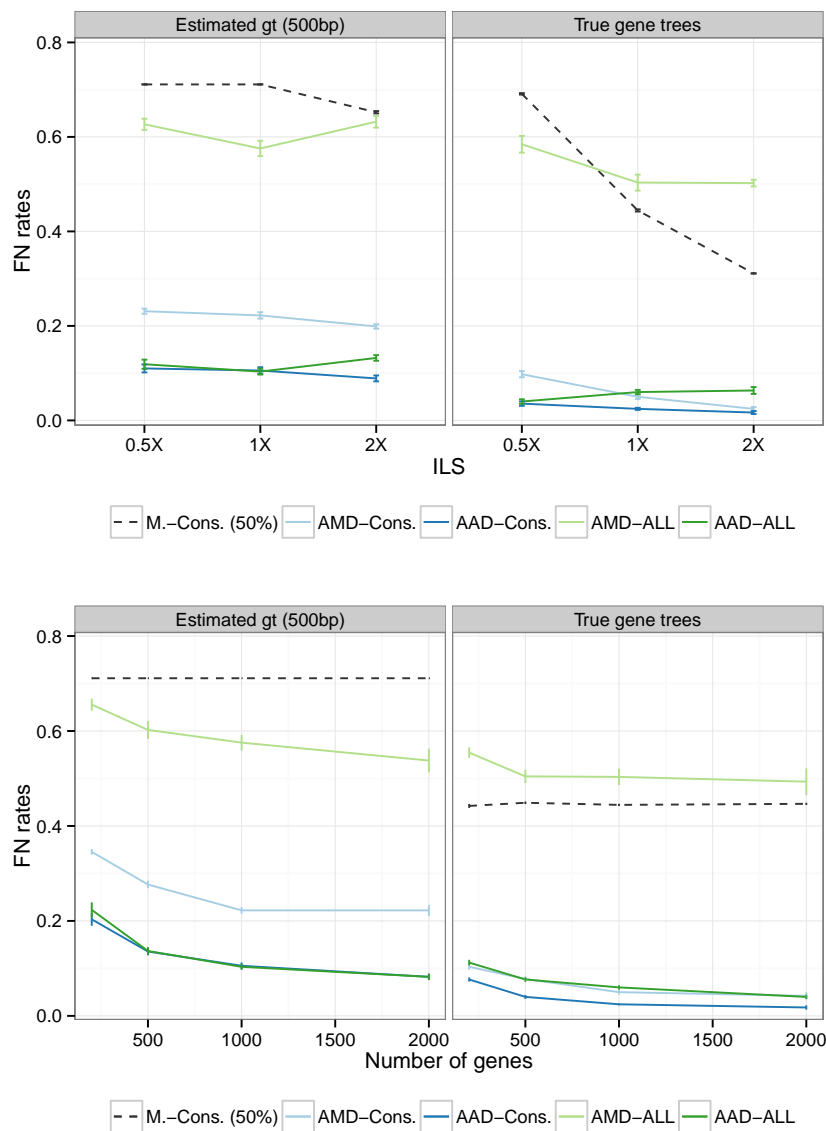 Estimated gt (500bp) True gene trees
0.8
0.6
0.4
0.2
0.0
FN rates
0.5X 1X 2X 0.5X 1X 2X
ILS
M.−Cons. (50%) AMD−Cons. AAD−Cons. AMD−ALL AAD−ALL
Estimated gt (500bp) True gene trees
0.8
0.6
0.4
0.2
0.0
FN rates
500 1000 1500 2000 500 1000 1500 2000
Number of genes
M.−Cons. (50%) AMD−Cons. AAD−Cons. AMD−ALL AAD−ALL